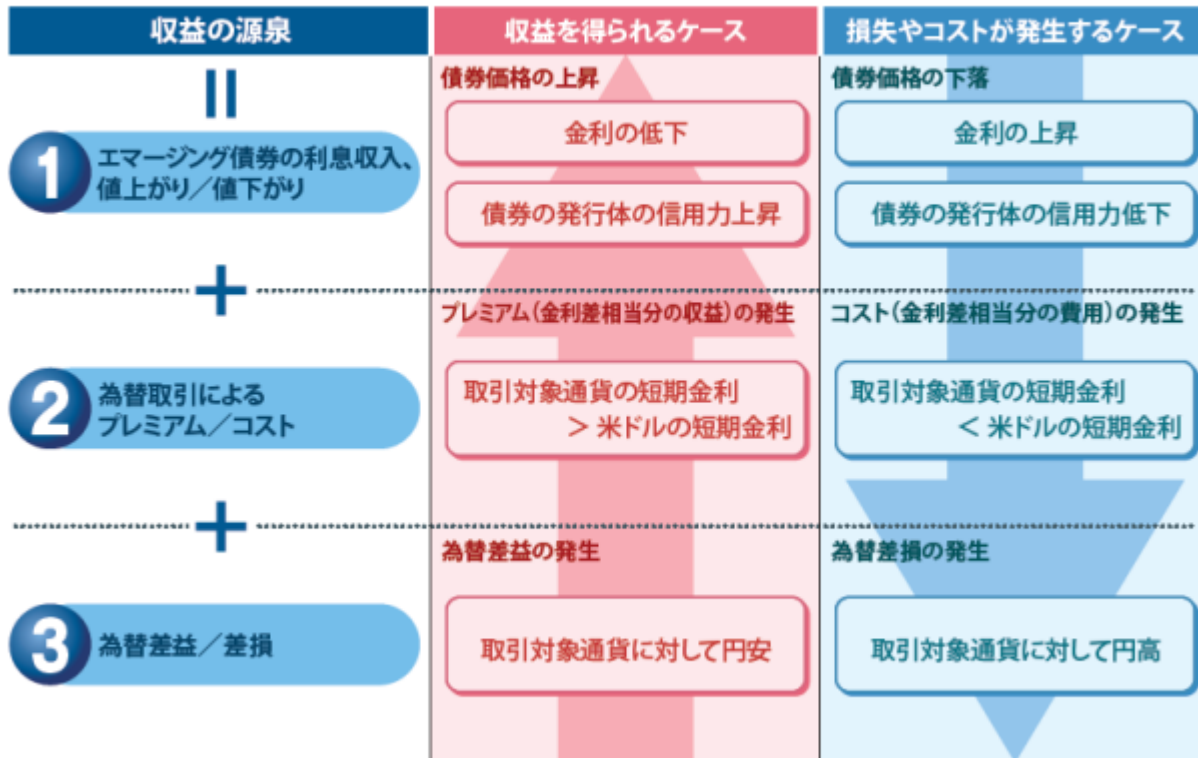 収益の源泉
収益を得られるケース
損失やコストが発生するケース
=
1
エマージング債券の利息収入、
値上がり／値下がり
債券価格の上昇
金利の低下
債券の発行体の信用力上昇
債券価格の下落
金利の上昇
債券の発行体の信用力低下
+
2
為替取引による
プレミアム／コスト
プレミアム（金利差相当分の収益）の発生
取引対象通貨の短期金利
＞ 米ドルの短期金利
コスト（金利差相当分の費用）の発生
取引対象通貨の短期金利
＜ 米ドルの短期金利
+
3
為替差益／差損
為替差益の発生
取引対象通貨に対して円安
為替差損の発生
取引対象通貨に対して円高